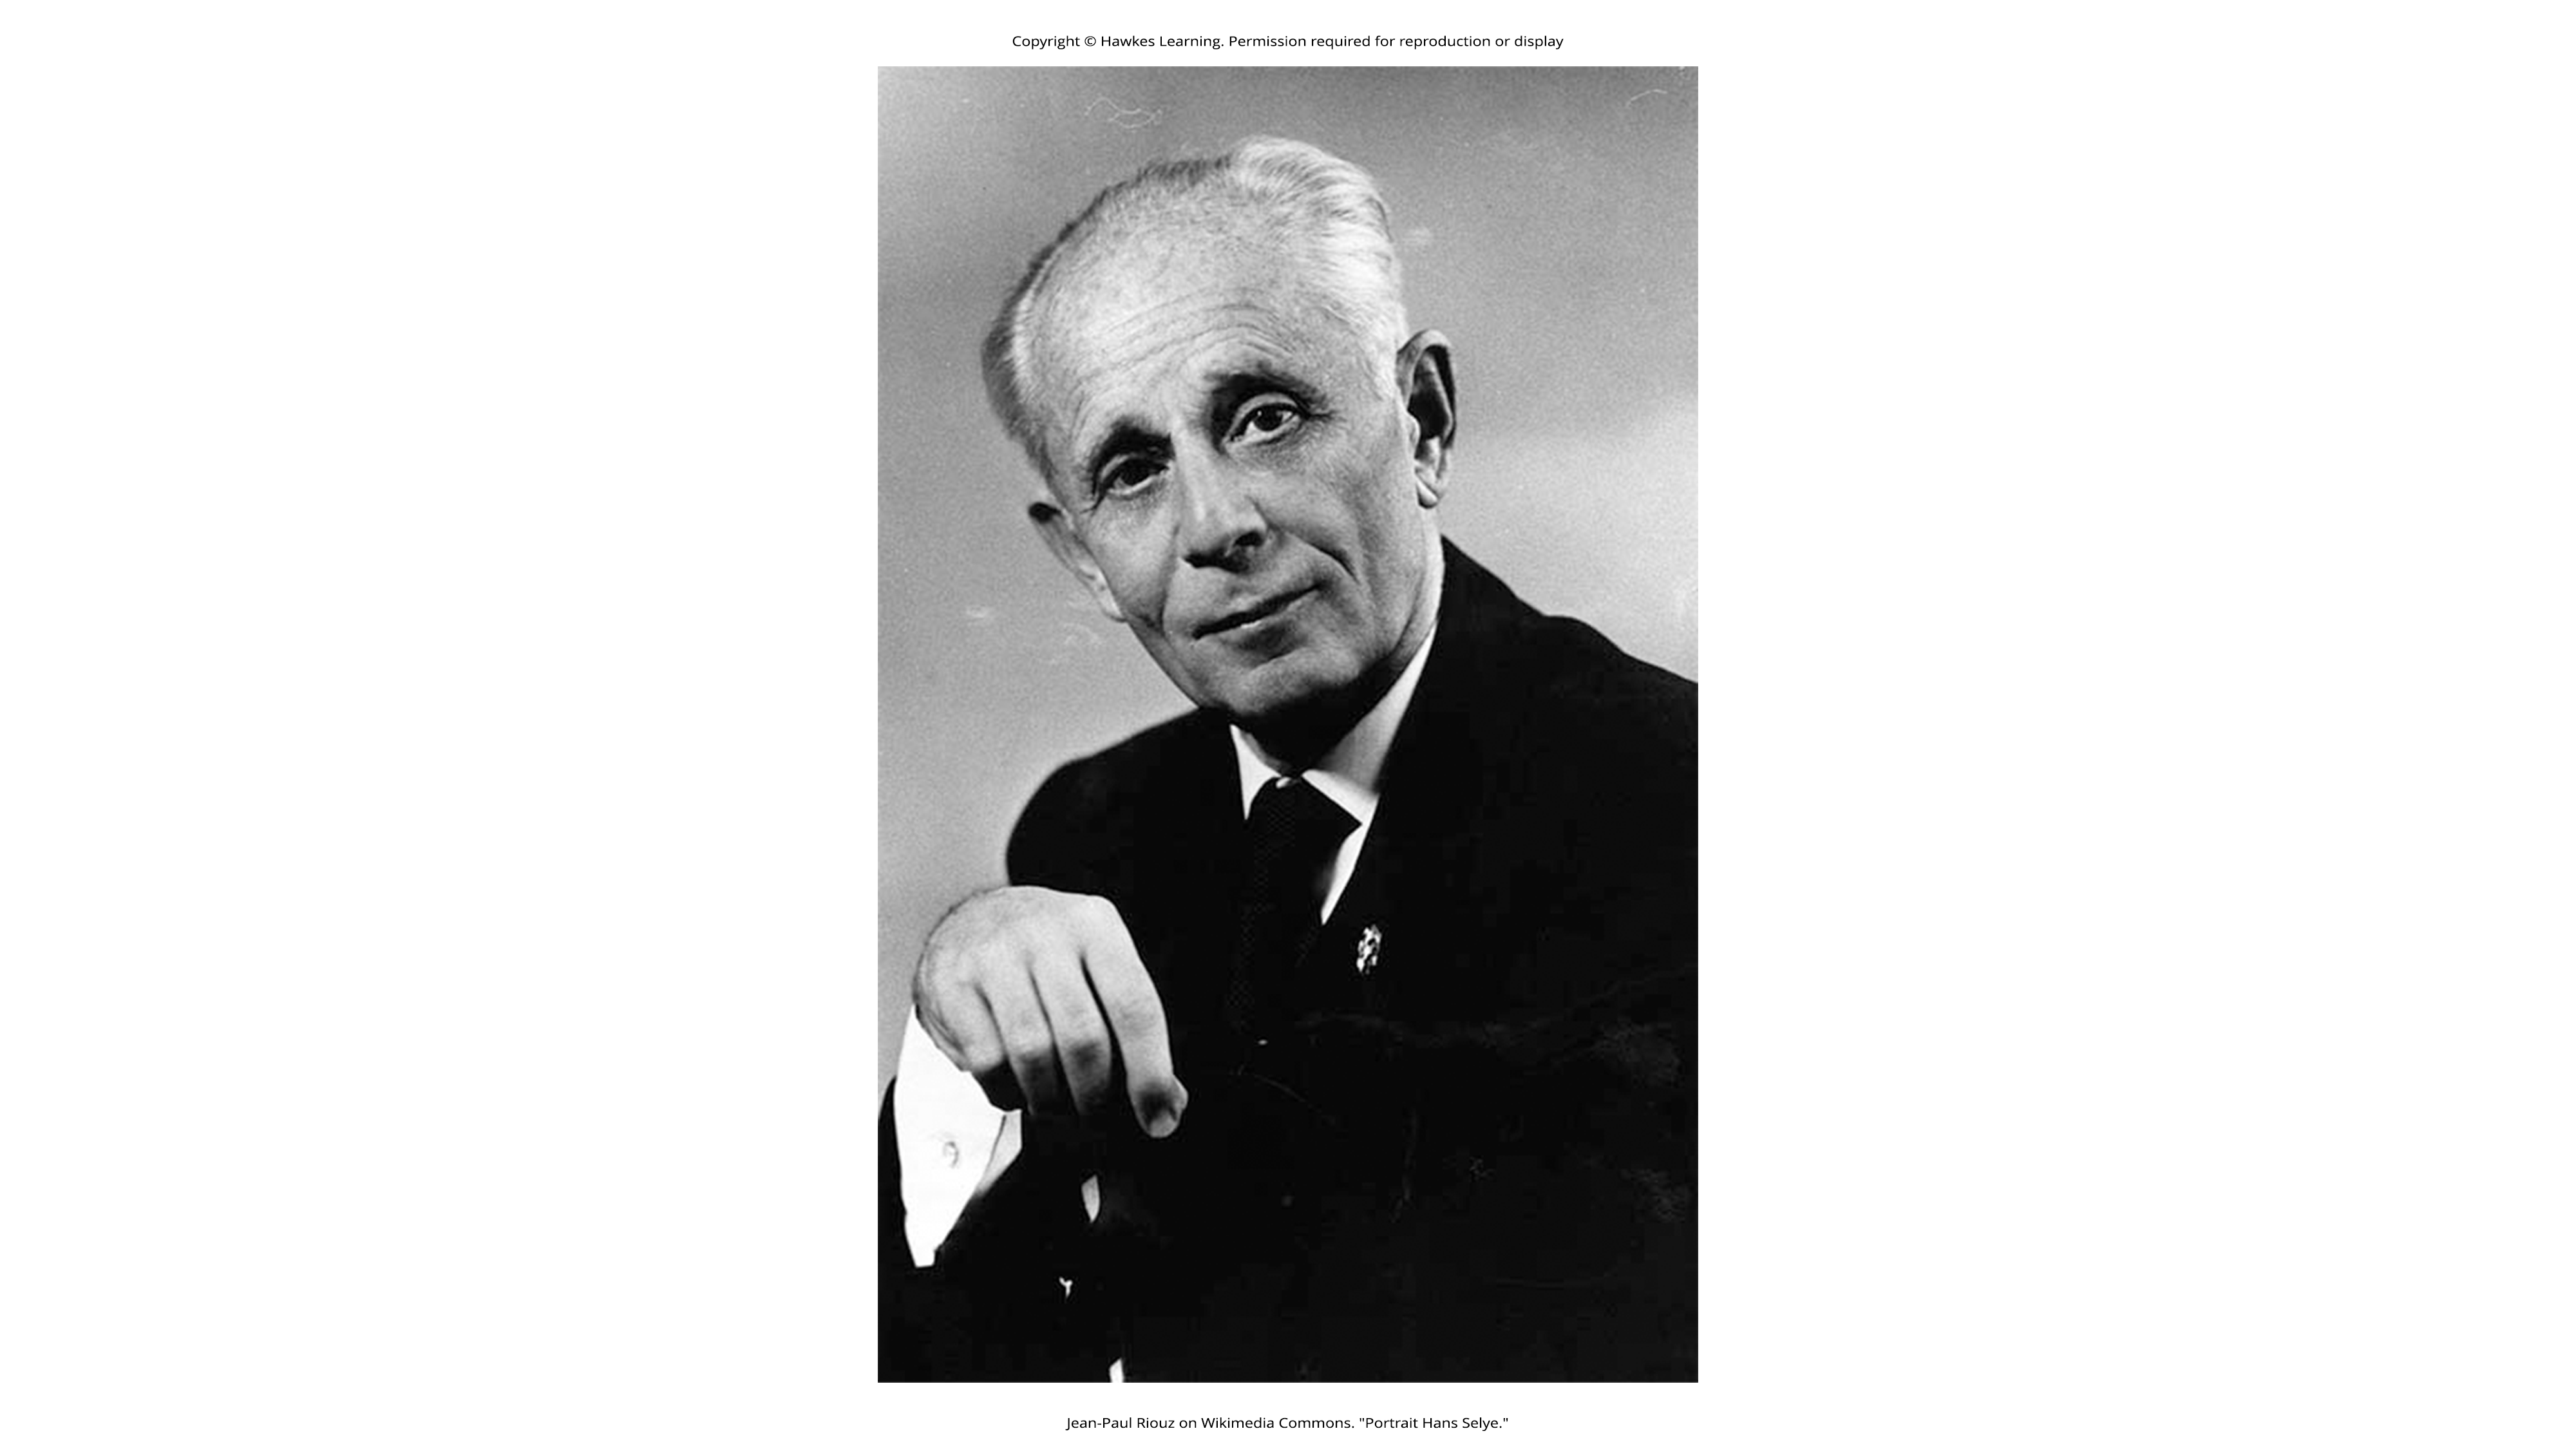 Copyright © Hawkes Learning. Permission required for reproduction or display
Jean-Paul Riouz on Wikimedia Commons. "Portrait Hans Selye."